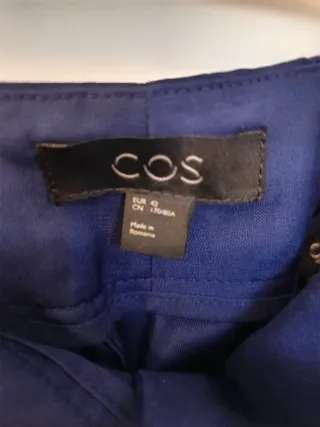 COS
EUR 42
CN 170/80A
Made in
Romania